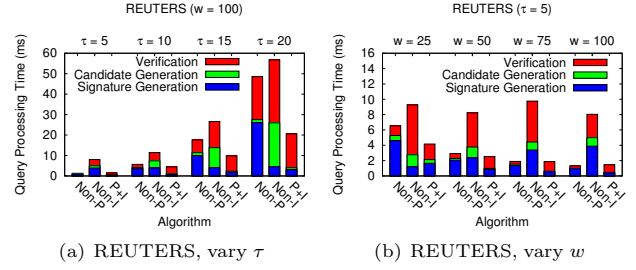 REUTERS (w = 100)
τ = 5 τ = 10 τ = 15 τ = 20
Query Processing Time (ms)
60
50
40
30
20
10
0
Verification
Candidate Generation
Signature Generation
Non-P Non-I P+I Non-P Non-I P+I Non-P Non-I P+I Non-P Non-I P+I
Algorithm
(a) REUTERS, vary τ
REUTERS (τ = 5)
w = 25 w = 50 w = 75 w = 100
Query Processing Time (ms)
16
14
12
10
8
6
4
2
0
Verification
Candidate Generation
Signature Generation
Non-P Non-I P+I Non-P Non-I P+I Non-P Non-I P+I Non-P Non-I P+I
Algorithm
(b) REUTERS, vary w